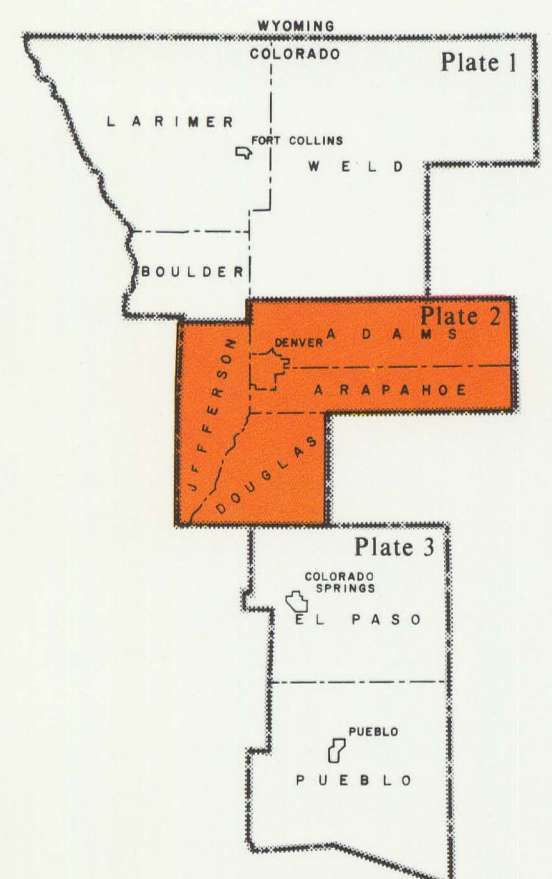 WYOMING
COLORADO
Plate 1
LARIMER
FORT COLLINS
WELD
BOULDER
Plate 2
ADAMS
DENVER
JFFFERSON
ARAPAHOE
DOUGLAS
Plate 3
COLORADO
SPRINGS
EL PASO
PUEBLO
PUEBLO